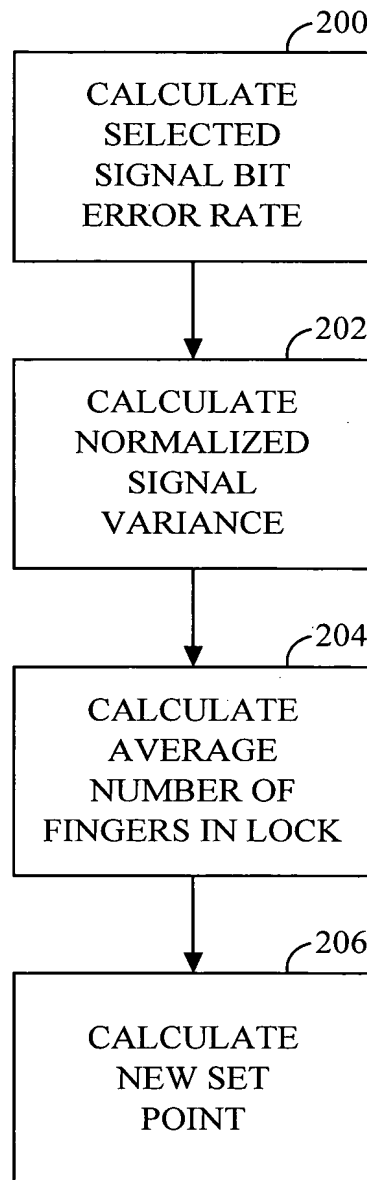 200
CALCULATE
SELECTED
SIGNAL BIT
ERROR RATE
202
CALCULATE
NORMALIZED
SIGNAL
VARIANCE
204
CALCULATE
AVERAGE
NUMBER OF
FINGERS IN LOCK
206
CALCULATE
NEW SET
POINT